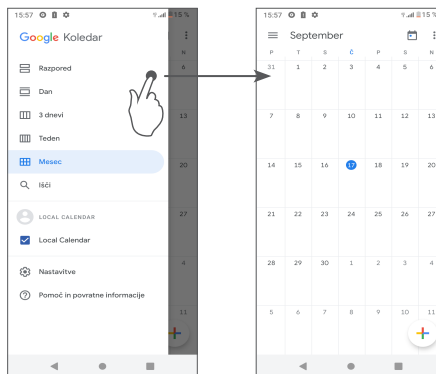 15:57 15 %
Google Koledar
N
Razpored
6
Dan
3 dnevi
13
Teden
Mesec
20
Išči
LOCAL CALENDAR
27
Local Calendar
Nastavitve
4
Pomoč in povratne informacije
11
15:57 15 %
September
P T S Č P S N
31 1 2 3 4 5 6
7 8 9 10 11 12 13
14 15 16 17 18 19 20
21 22 23 24 25 26 27
28 29 30 1 2 3 4
5 6 7 8 9 10 11